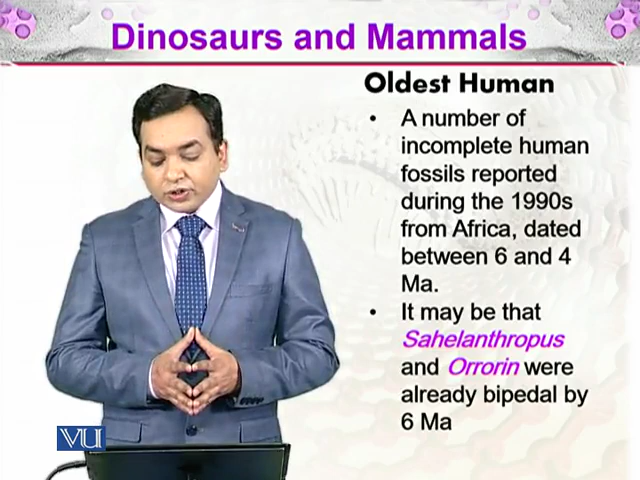 Dinosaurs and Mammals
Oldest Human
• A number of
incomplete human
fossils reported
during the 1990s
from Africa, dated
between 6 and 4
Ma.
• It may be that
Sahelanthropus
and Orrorin were
already bipedal by
6 Ma
VU